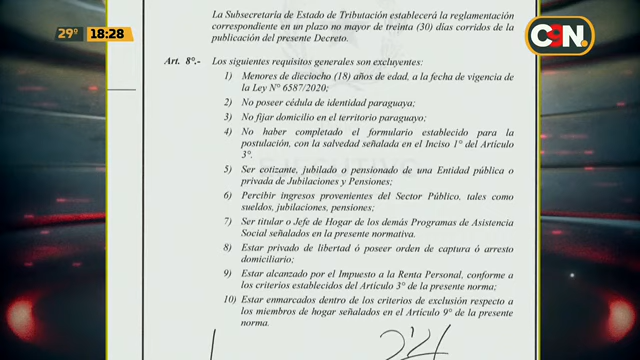 29°
18:28
C9N.
La Subsecretaría de Estado de Tributación establecerá la reglamentación
correspondiente en un plazo no mayor de treinta (30) días corridos de la
publicación del presente Decreto.
Art. 8°.- Los siguientes requisitos generales son excluyentes:
1) Menores de dieciocho (18) años de edad, a la fecha de vigencia de
la Ley N° 6587/2020;
2) No poseer cédula de identidad paraguaya;
3) No fijar domicilio en el territorio paraguayo;
4) No haber completado el formulario establecido para la
postulación, con la salvedad señalada en el Inciso 1° del Artículo
3°.
5) Ser cotizante, jubilado o pensionado de una Entidad pública o
privada de Jubilaciones y Pensiones;
6) Percibir ingresos provenientes del Sector Público, tales como
sueldos, jubilaciones, pensiones;
7) Ser titular o Jefe de Hogar de los demás Programas de Asistencia
Social señalados en la presente normativa.
8) Estar privado de libertad ó poseer orden de captura ó arresto
domiciliario;
9) Estar alcanzado por el Impuesto a la Renta Personal, conforme a
los criterios establecidos del Artículo 3° de la presente norma;
10) Estar enmarcados dentro de los criterios de exclusión respecto a
los miembros de hogar señalados en el Artículo 9° de la presente
norma.